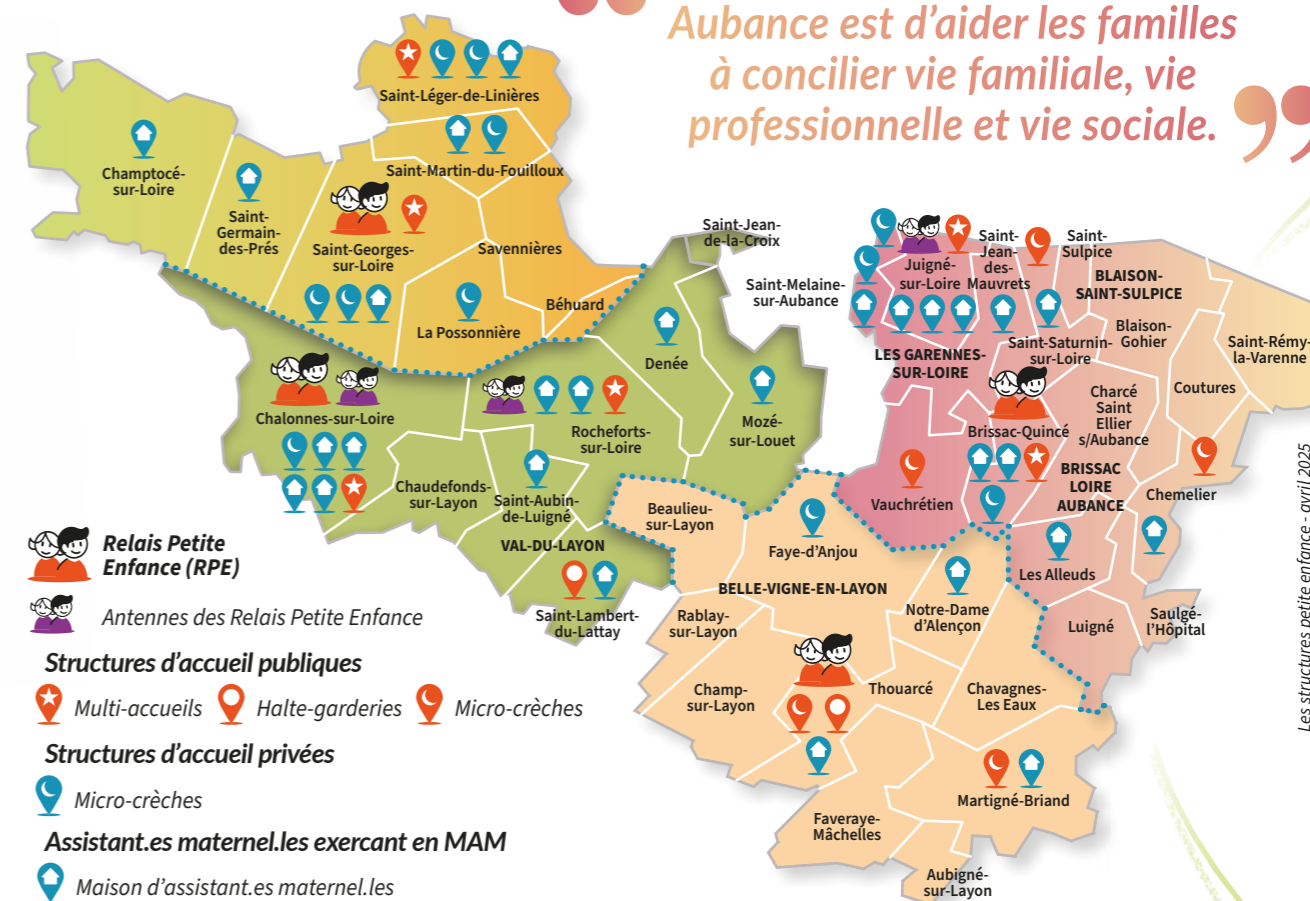 Aubance est d’aider les familles
à concilier vie familiale, vie
professionnelle et vie sociale.
”
Saint-Léger-de-Linières
Saint-Martin-du-Fouilloux
Champtocé-
sur-Loire
Saint-
Germain-
des-Prés
Saint-Georges-
sur-Loire
Savennières
Béhuard
La Possonnière
Saint-Jean-
de-la-Croix
Saint-Melaine-
sur-Aubance
Juigné-
sur-Loire
Saint-
Jean-
des-
Mauvrets
Saint-
Sulpice
BLAISON-
SAINT-SULPICE
Blaison-
Gohier
Saint-Rémy-
la-Varenne
LES GARENNES-
SUR-LOIRE
Saint-Saturnin-
sur-Loire
Coutures
Denée
Mozé-
sur-Louet
Chalonnes-sur-Loire
Rocheforts-
sur-Loire
Charcé
Saint
Ellier
s/Aubance
Brissac-Quincé
BRISSAC
LOIRE
AUBANCE
Chemelier
Vauchrétien
Chaudefonds-
sur-Layon
Saint-Aubin-
de-Luigné
VAL-DU-LAYON
Saint-Lambert-
du-Lattay
Beaulieu-
sur-Layon
Faye-d’Anjou
BELLE-VIGNE-EN-LAYON
Les Alleuds
Notre-Dame
d’Alençon
Luigné
Saulgé-
l’Hôpital
Rablay-
sur-Layon
Champ-
sur-Layon
Thouarcé
Chavagnes-
Les Eaux
Martigné-Briand
Faveraye-
Mâchelles
Aubigné-
sur-Layon
Relais Petite
Enfance (RPE)
Antennes des Relais Petite Enfance
Structures d’accueil publiques
Multi-accueils Halte-garderies Micro-crèches
Structures d’accueil privées
Micro-crèches
Assistant.es maternel.les exercant en MAM
Maison d’assistant.es maternel.les
Les structures petite enfance - avril 2025